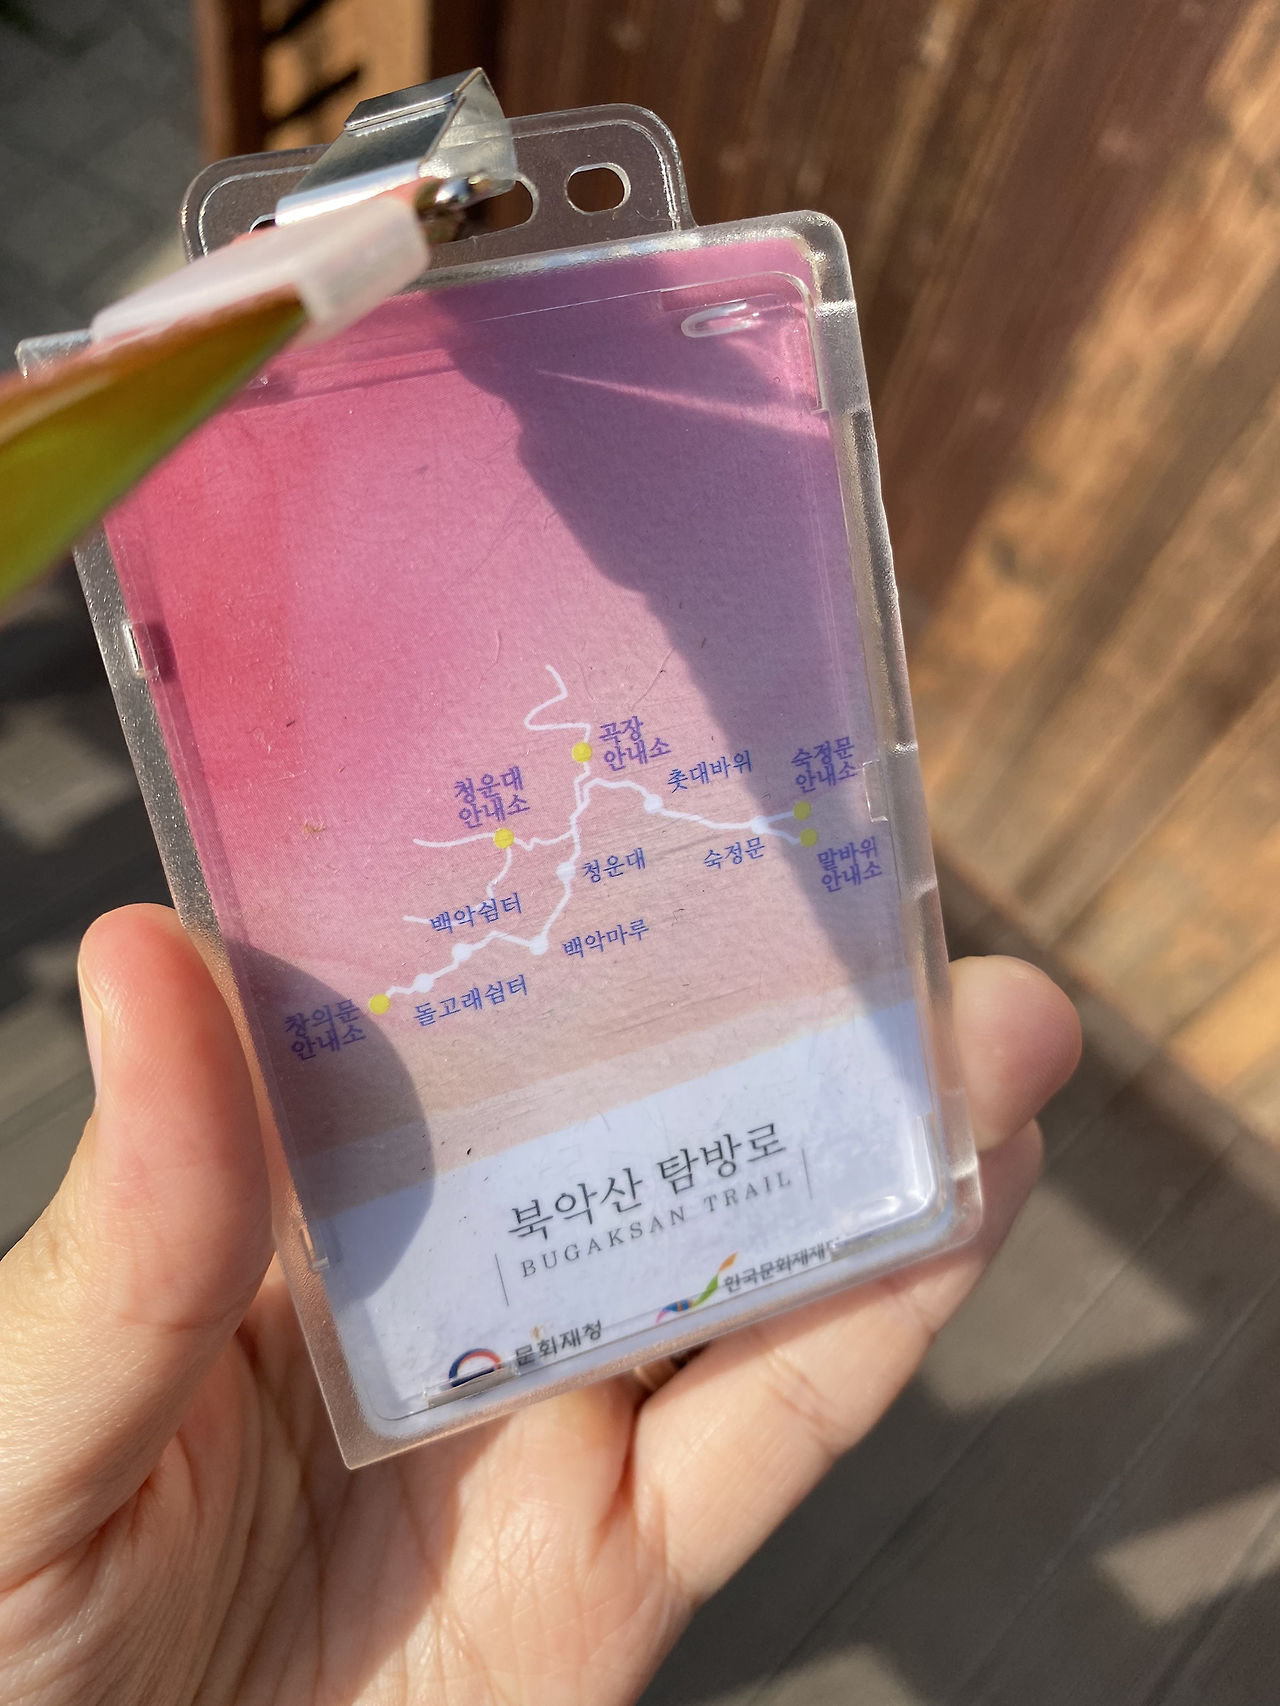 곡장
안내소
청운대
안내소
촛대바위
숙정문
안내소
청운대
숙정문
말바위
안내소
백악쉼터
백악마루
창의문
안내소
돌고래쉼터
북악산 탐방로
BUGAKSAN TRAIL
한국문화재재
문화재청